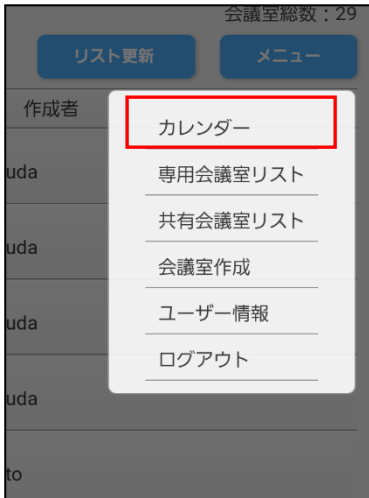 会議室総数：29
リスト更新
メニュー
作成者
カレンダー
uda
専用会議室リスト
共有会議室リスト
uda
会議室作成
ユーザー情報
uda
ログアウト
uda
to